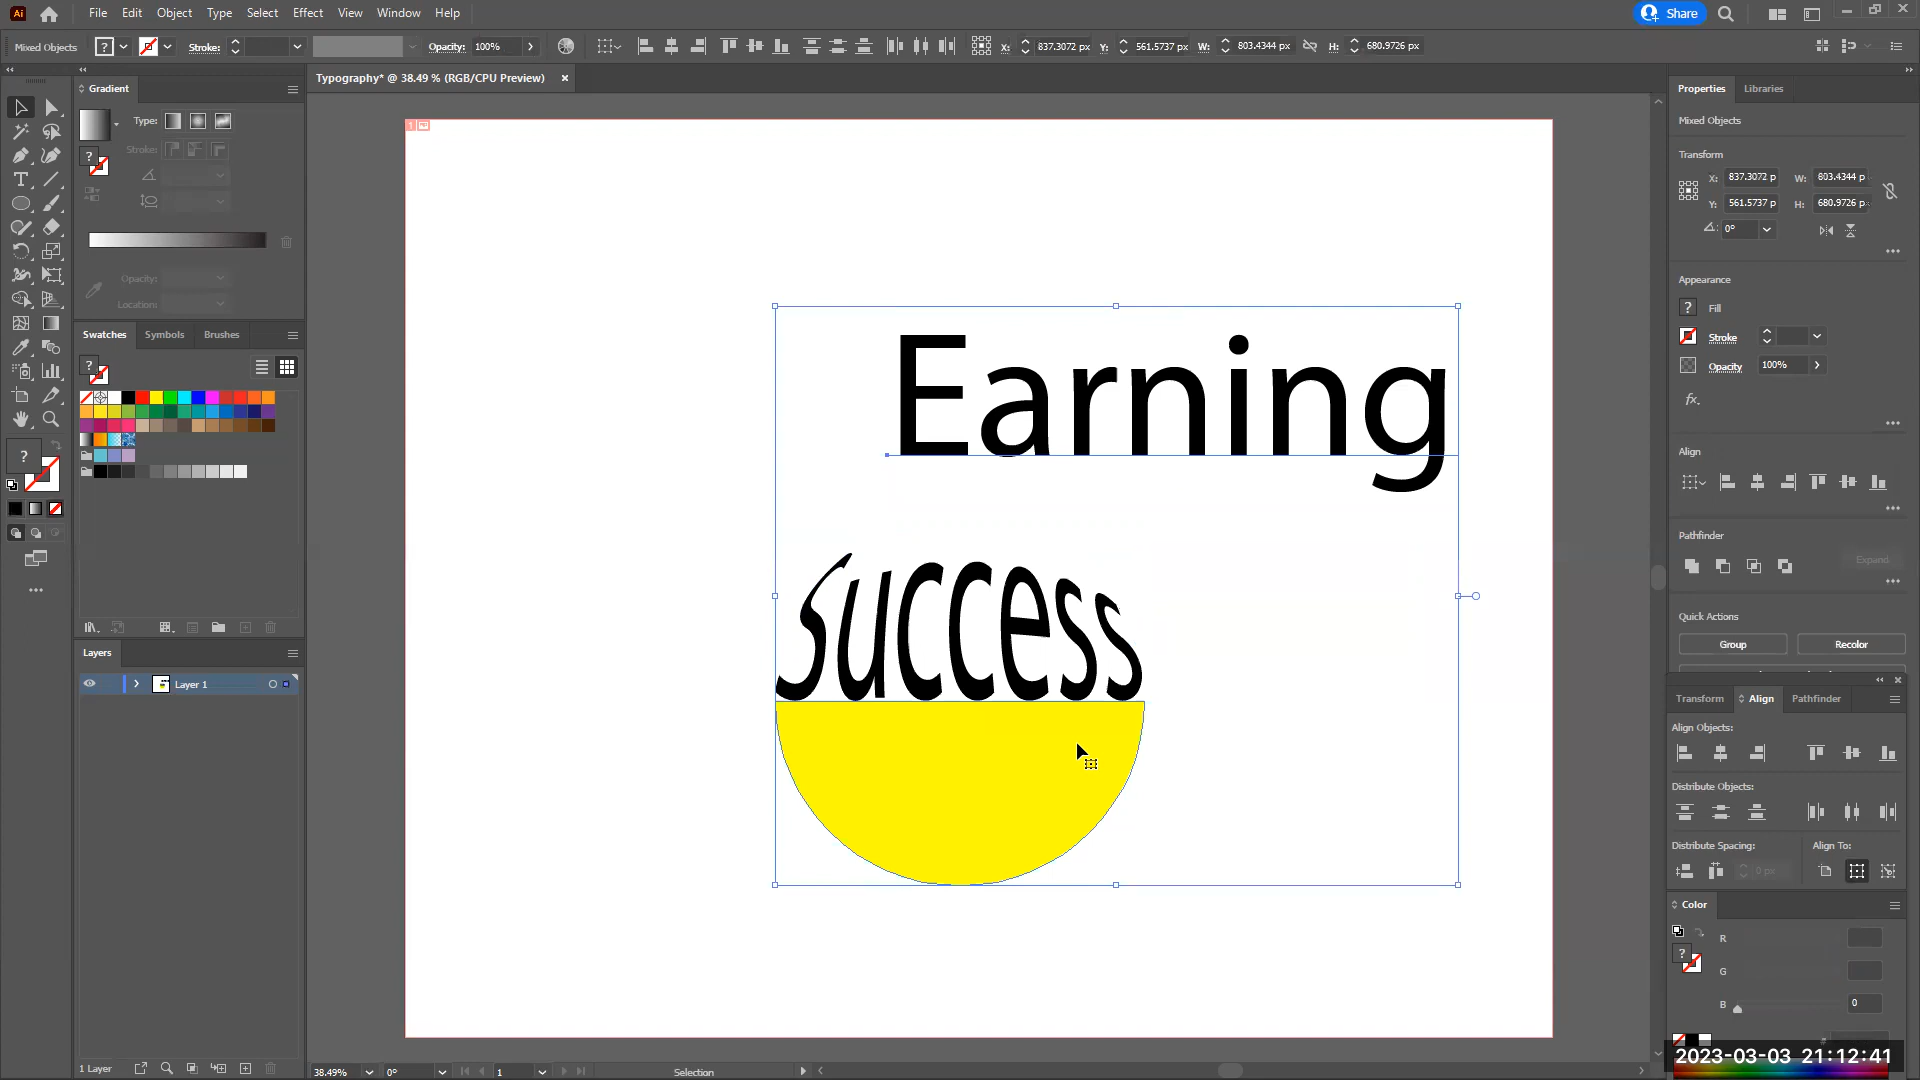 Ai File Edit Object Type Select Effect View Window Help Share
Mixed Objects ? Stroke: Opacity: 100% X: 837.3072 px Y: 561.5737 px W: 803.4344 px H: 680.9726 px
Typography* @ 38.49 % (RGB/CPU Preview) ×
Gradient
Type:
Stroke:
Opacity:
Location:
Swatches Symbols Brushes
Layers
Layer 1
1 Layer
Earning
Success
38.49% 0° 1 Selection
Properties Libraries
Mixed Objects
Transform
X: 837.3072 p W: 803.4344 p
Y: 561.5737 p H: 680.9726 p
0°
Appearance
? Fill
Stroke
Opacity 100%
fx.
Align
Pathfinder
Expand
Quick Actions
Group Recolor
Transform Align Pathfinder
Align Objects:
Distribute Objects:
Distribute Spacing: Align To:
0 px
Color
R
G
B 0
#
2023-03-03 21:12:41